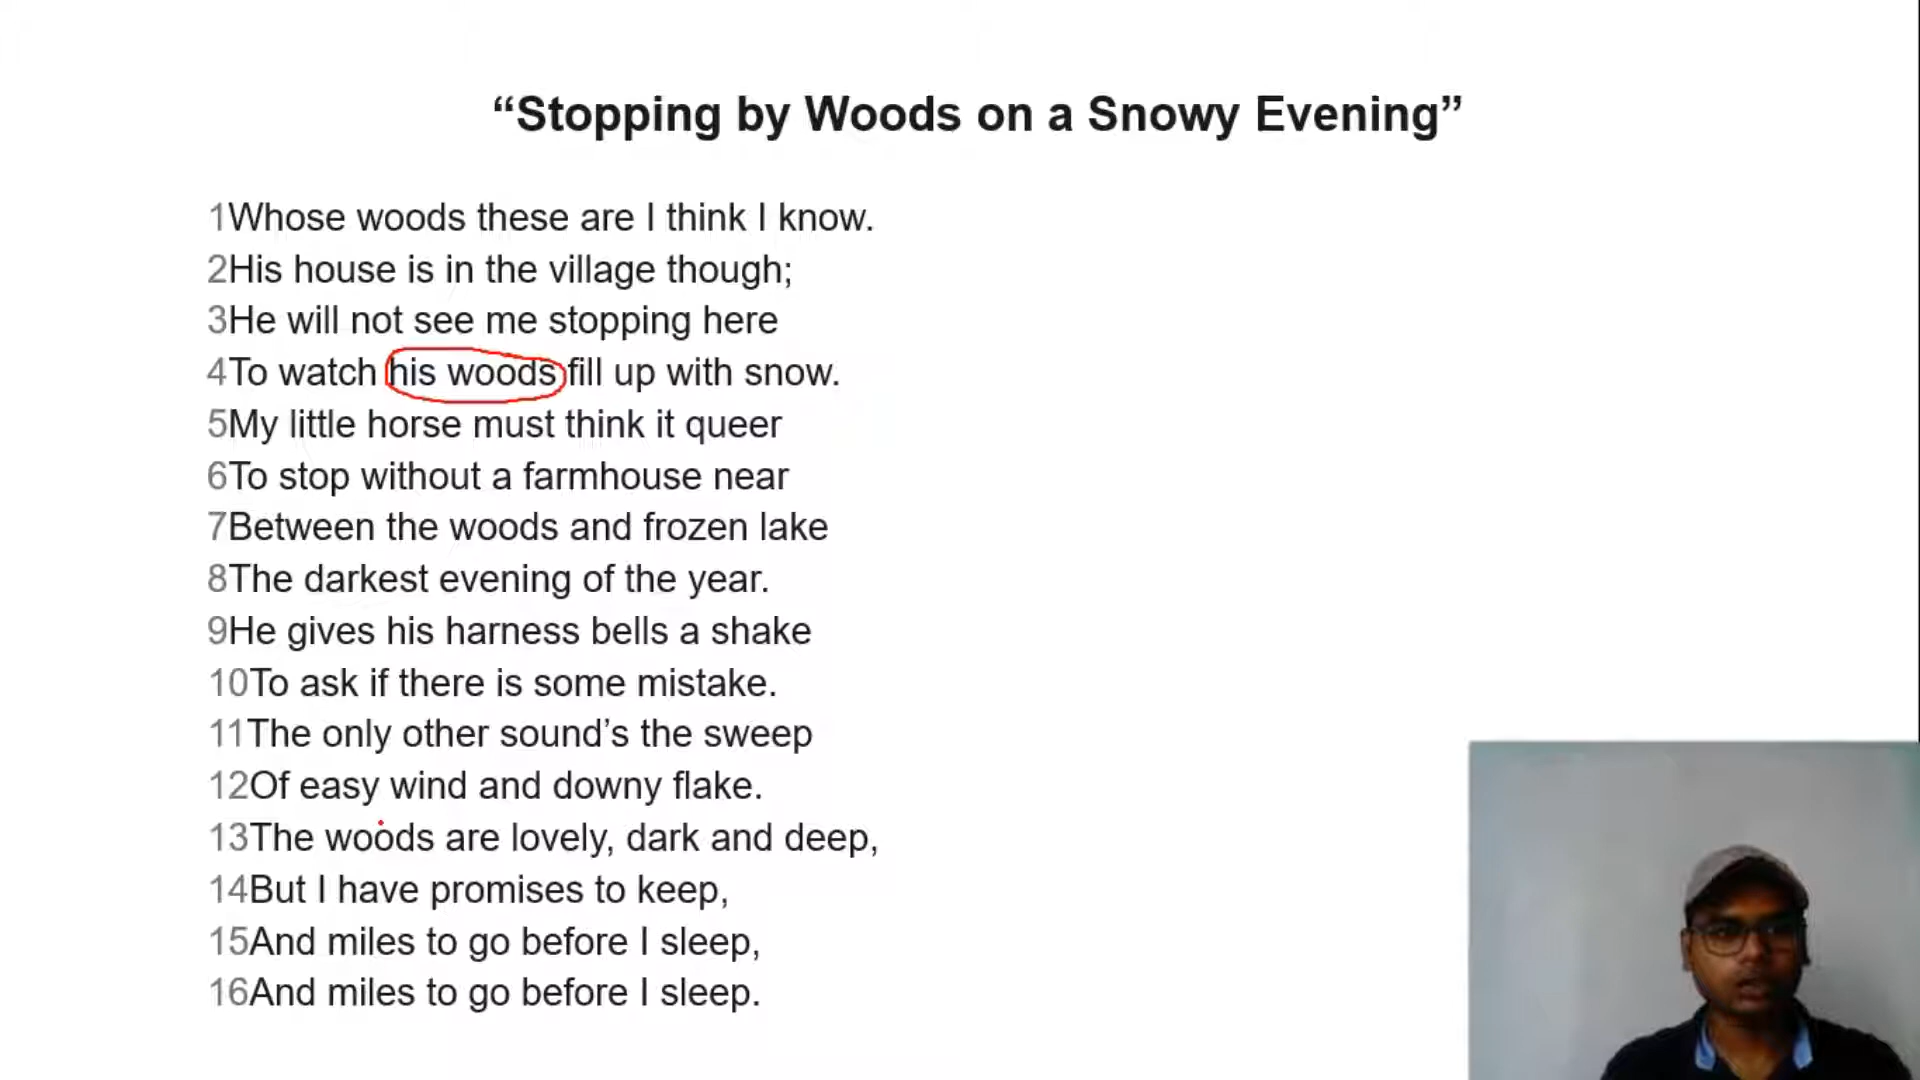 “Stopping by Woods on a Snowy Evening”
1Whose woods these are I think I know.
2His house is in the village though;
3He will not see me stopping here
4To watch his woods fill up with snow.
5My little horse must think it queer
6To stop without a farmhouse near
7Between the woods and frozen lake
8The darkest evening of the year.
9He gives his harness bells a shake
10To ask if there is some mistake.
11The only other sound’s the sweep
12Of easy wind and downy flake.
13The woods are lovely, dark and deep,
14But I have promises to keep,
15And miles to go before I sleep,
16And miles to go before I sleep.